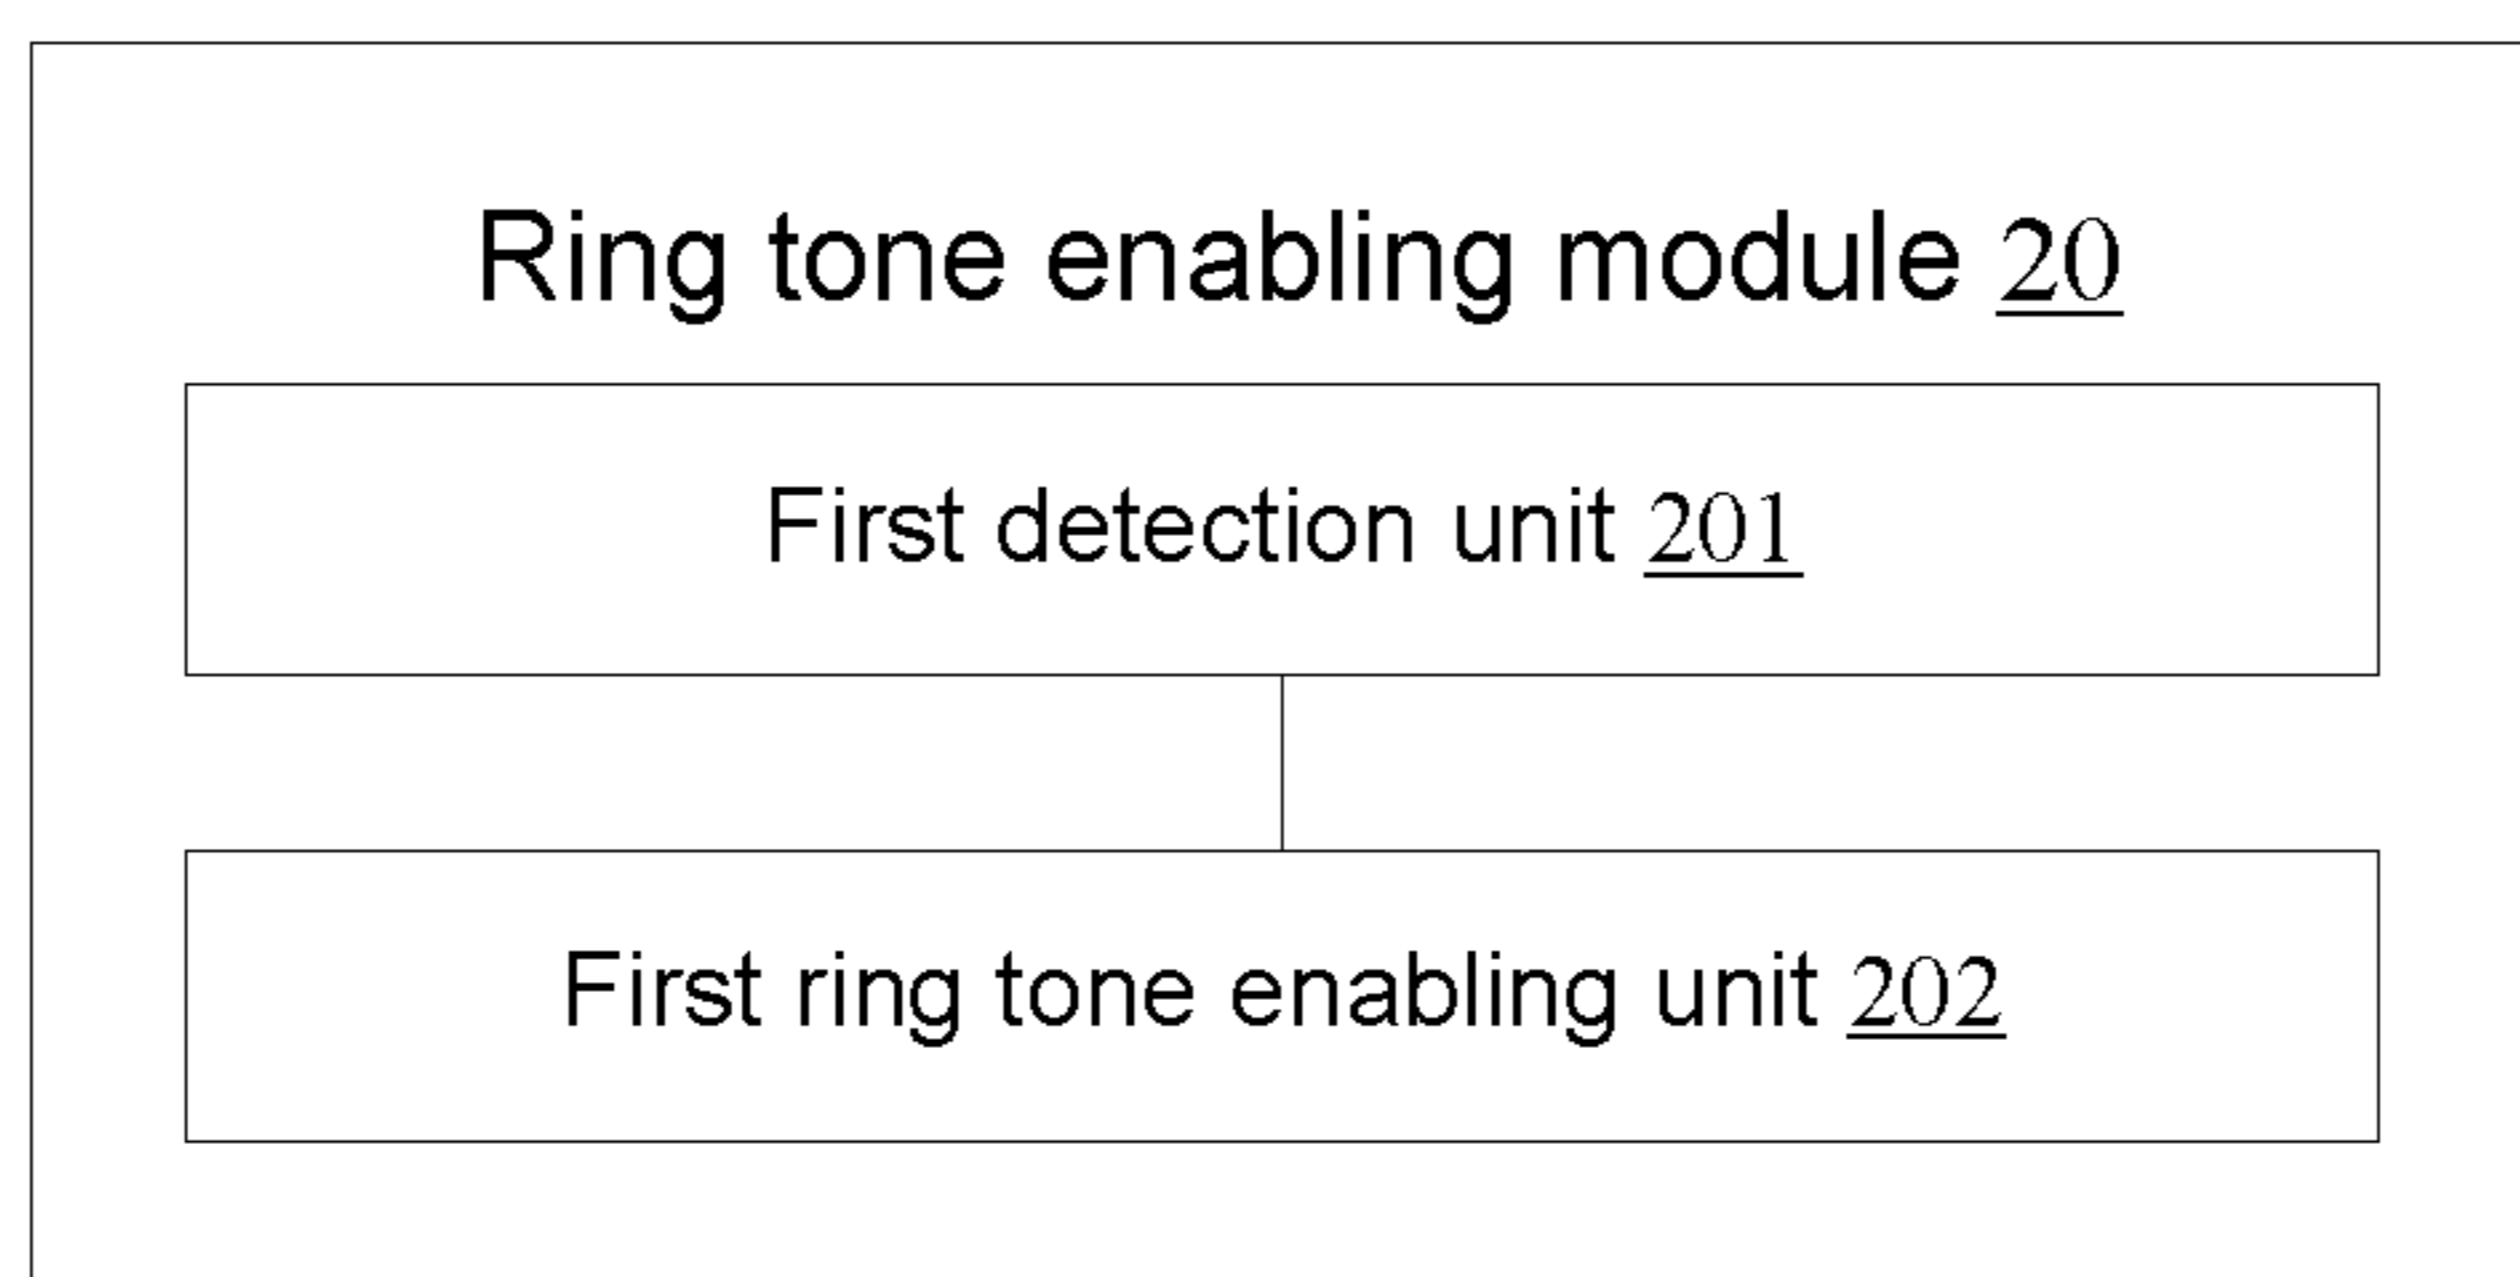 Ring tone enabling module 20
First detection unit 201
First ring tone enabling unit 202